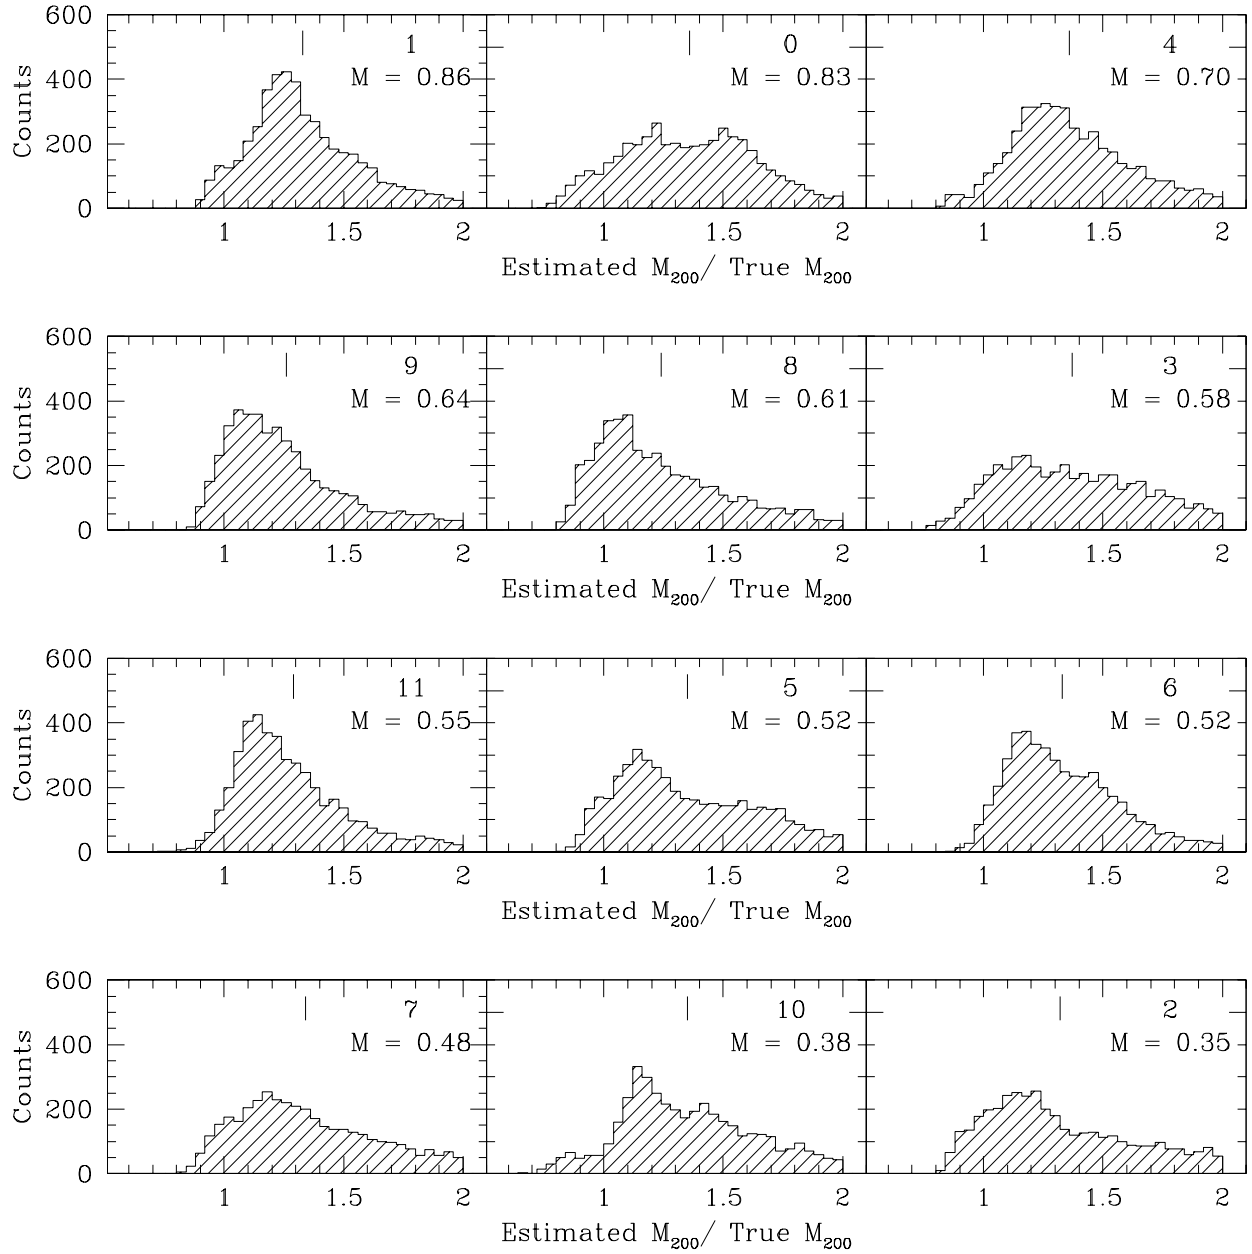 600
400
200
0
Counts
1
M = 0.86
0
M = 0.83
4
M = 0.70
1 1.5 2 1 1.5 2 1 1.5 2
Estimated M200/ True M200
600
400
200
0
Counts
9
M = 0.64
8
M = 0.61
3
M = 0.58
1 1.5 2 1 1.5 2 1 1.5 2
Estimated M200/ True M200
600
400
200
0
Counts
11
M = 0.55
5
M = 0.52
6
M = 0.52
1 1.5 2 1 1.5 2 1 1.5 2
Estimated M200/ True M200
600
400
200
0
Counts
7
M = 0.48
10
M = 0.38
2
M = 0.35
1 1.5 2 1 1.5 2 1 1.5 2
Estimated M200/ True M200